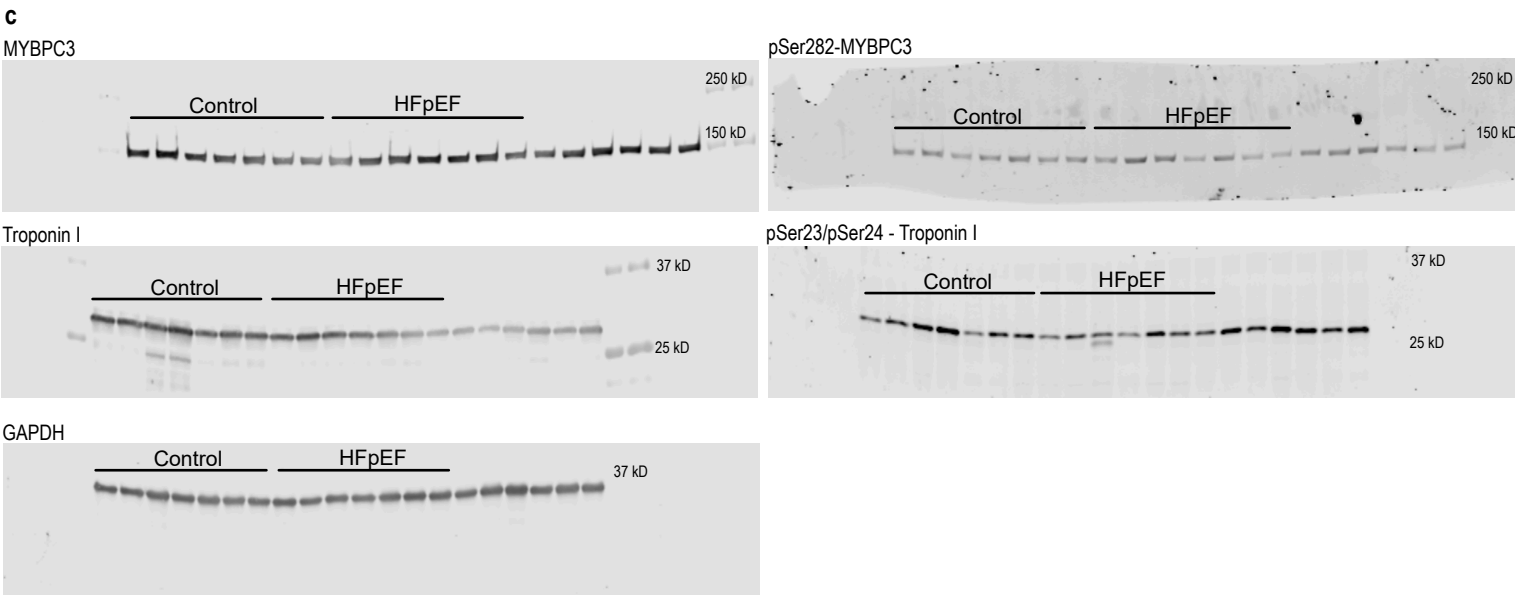 c
MYBPC3
250 kD
Control HFpEF
150 kD
pSer282-MYBPC3
250 kD
Control HFpEF
150 kD
Troponin I
37 kD
Control HFpEF
25 kD
pSer23/pSer24 - Troponin I
37 kD
Control HFpEF
25 kD
GAPDH
Control HFpEF
37 kD